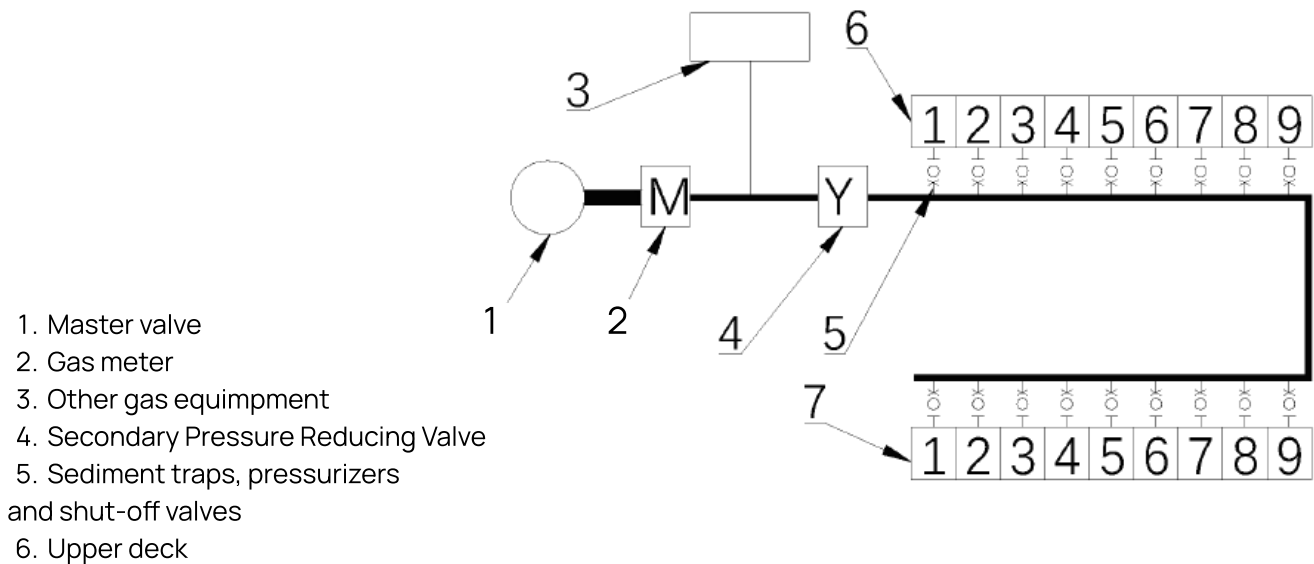 6
3
1 2 3 4 5 6 7 8 9
M Y
1 2 4 5
1. Master valve
2. Gas meter
3. Other gas equimpment
7
4. Secondary Pressure Reducing Valve
1 2 3 4 5 6 7 8 9
5. Sediment traps, pressurizers
and shut-off valves
6. Upper deck